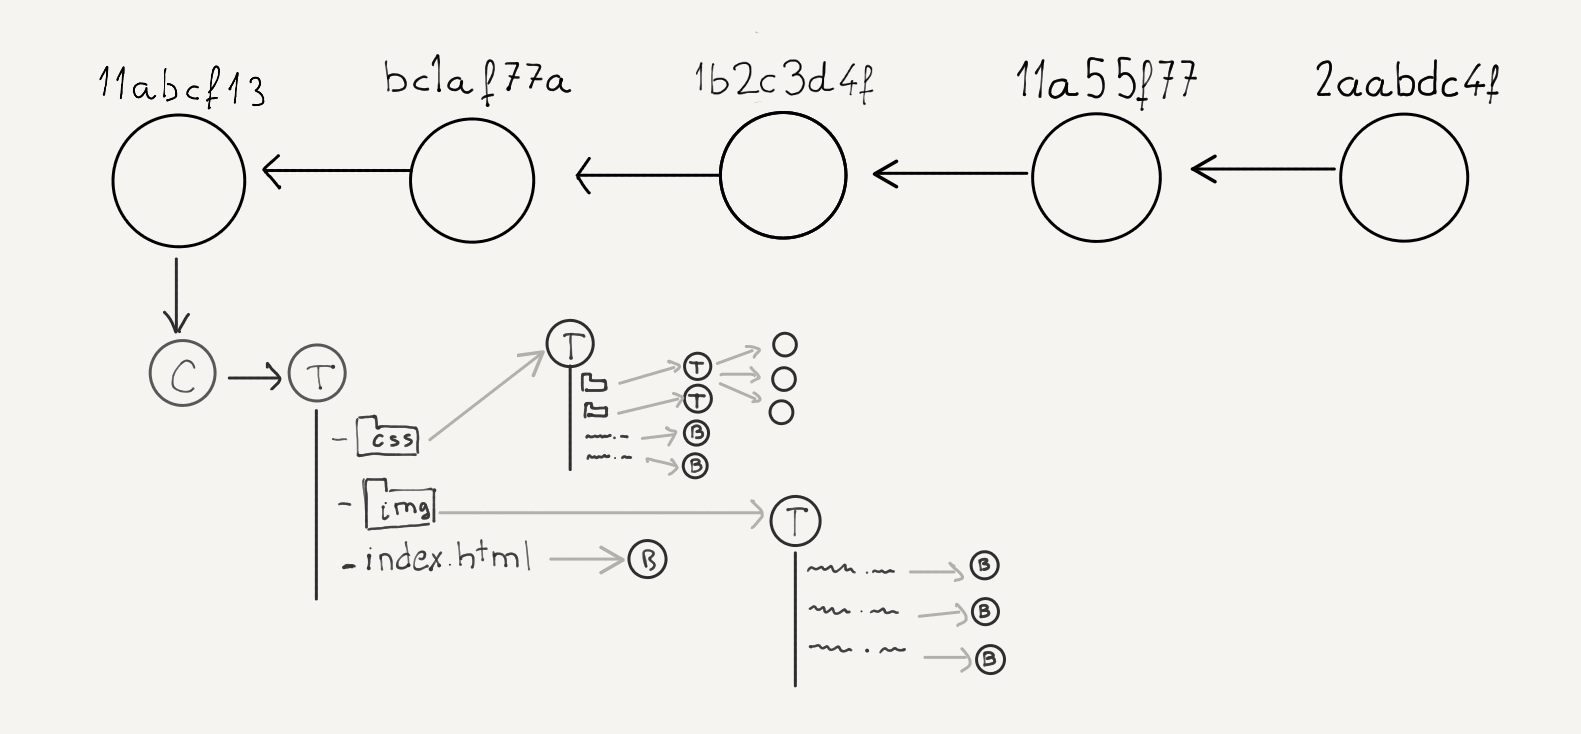 11abcf13 bc1af77a 1b2c3d4f 11a55f77 2aabdc4f
C T T
T
T
- css
B
B
- img
T
- index.html B
B
B
B